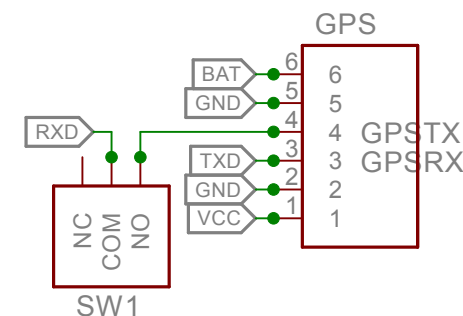 GPS
BAT 6 6
GND 5 5
RXD 4 4 GPSTX
TXD 3 3 GPSRX
GND 2 2
VCC 1 1
NC COM NO
SW1